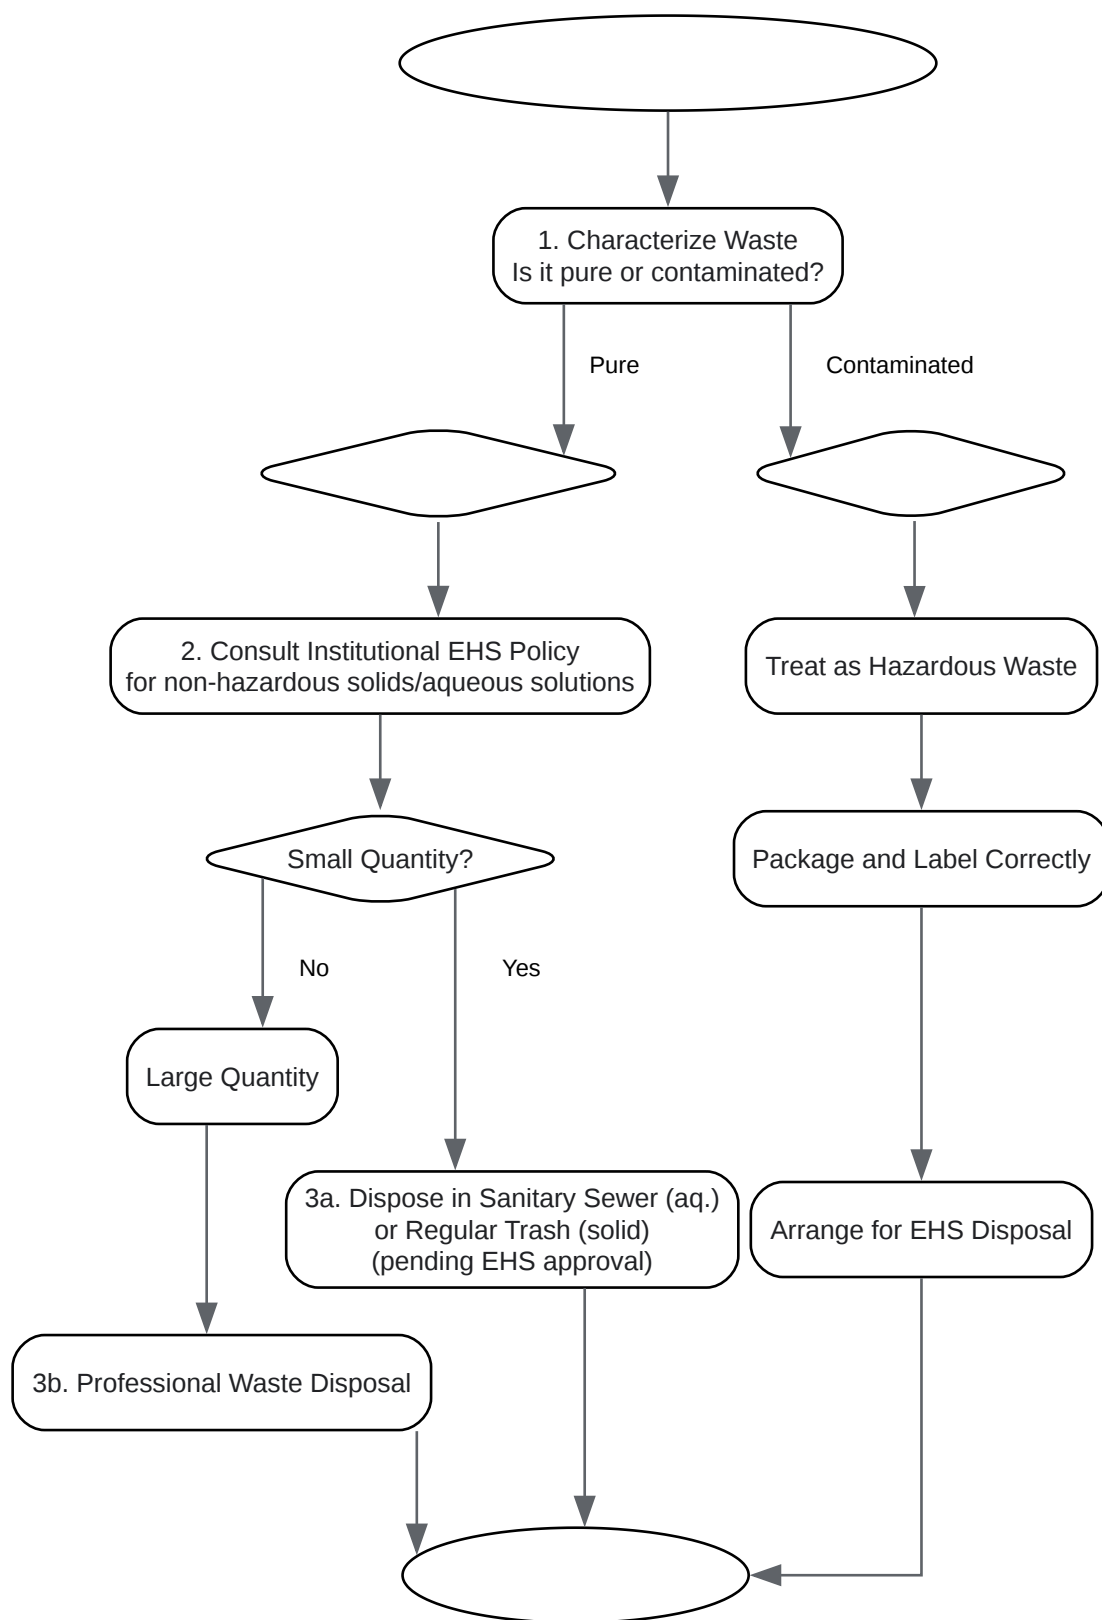 1. Characterize Waste
Is it pure or contaminated?
Pure
Contaminated
2. Consult Institutional EHS Policy
for non-hazardous solids/aqueous solutions
Treat as Hazardous Waste
Small Quantity?
Package and Label Correctly
No
Yes
Large Quantity
3a. Dispose in Sanitary Sewer (aq.)
or Regular Trash (solid)
(pending EHS approval)
Arrange for EHS Disposal
3b. Professional Waste Disposal